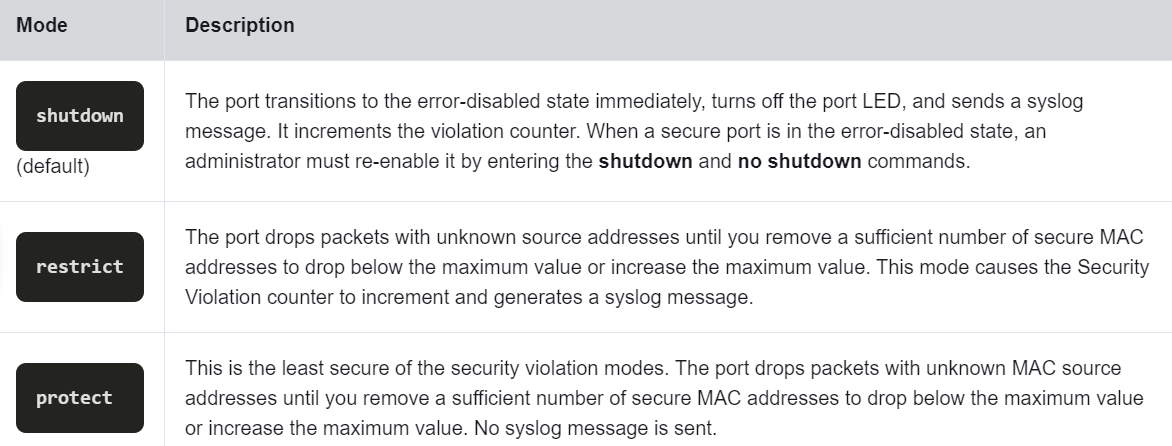 Mode Description
shutdown
(default)
The port transitions to the error-disabled state immediately, turns off the port LED, and sends a syslog
message. It increments the violation counter. When a secure port is in the error-disabled state, an
administrator must re-enable it by entering the shutdown and no shutdown commands.
restrict
The port drops packets with unknown source addresses until you remove a sufficient number of secure MAC
addresses to drop below the maximum value or increase the maximum value. This mode causes the Security
Violation counter to increment and generates a syslog message.
protect
This is the least secure of the security violation modes. The port drops packets with unknown MAC source
addresses until you remove a sufficient number of secure MAC addresses to drop below the maximum value
or increase the maximum value. No syslog message is sent.